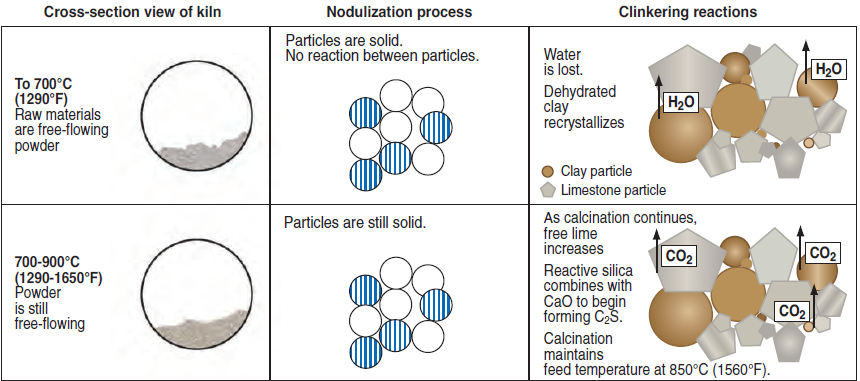 Cross-section view of kiln
Nodulization process
Clinkering reactions
To 700°C
(1290°F)
Raw materials
are free-flowing
powder
Particles are solid.
No reaction between particles.
Water
is lost.
Dehydrated
clay
recrystallizes
H₂O
H₂O
Clay particle
Limestone particle
700-900°C
(1290-1650°F)
Powder
is still
free-flowing
Particles are still solid.
As calcination continues,
free lime
increases
Reactive silica
combines with
CaO to begin
forming C₂S.
Calcination
maintains
feed temperature at 850°C (1560°F).
CO₂
CO₂
CO₂